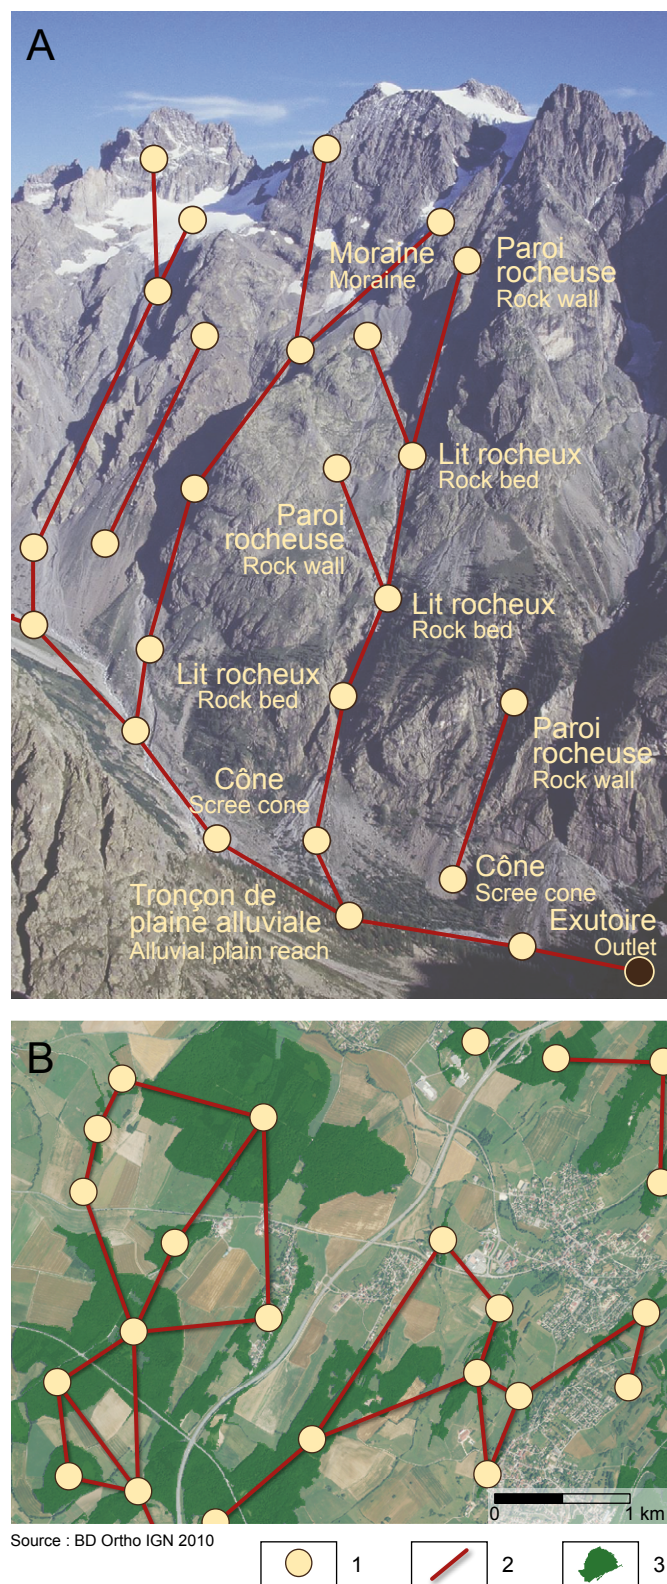 A
Moraine
Moraine
Paroi
rocheuse
Rock wall
Lit rocheux
Rock bed
Paroi
rocheuse
Rock wall
Lit rocheux
Rock bed
Lit rocheux
Rock bed
Paroi
rocheuse
Rock wall
Cône
Scree cone
Cône
Scree cone
Tronçon de
plaine alluviale
Alluvial plain reach
Exutoire
Outlet
B
0 1 km
Source : BD Ortho IGN 2010
1 2 3